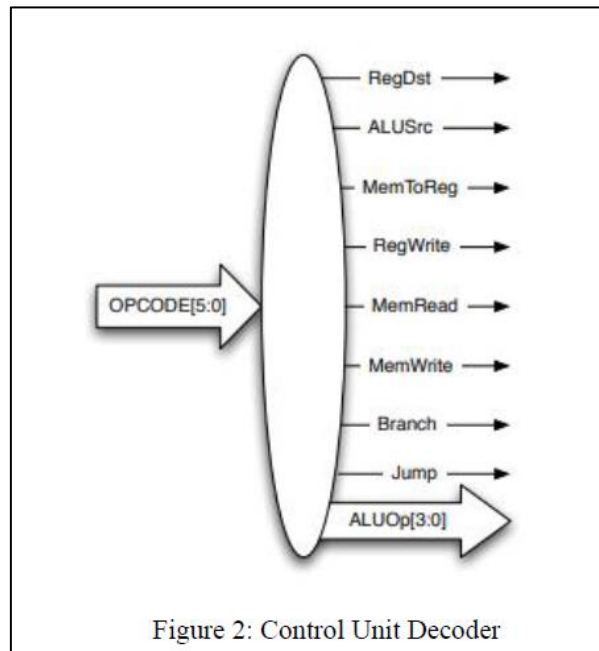 RegDst
ALUSrc
MemToReg
RegWrite
OPCODE[5:0]
MemRead
MemWrite
Branch
Jump
ALUOp[3:0]
Figure 2: Control Unit Decoder